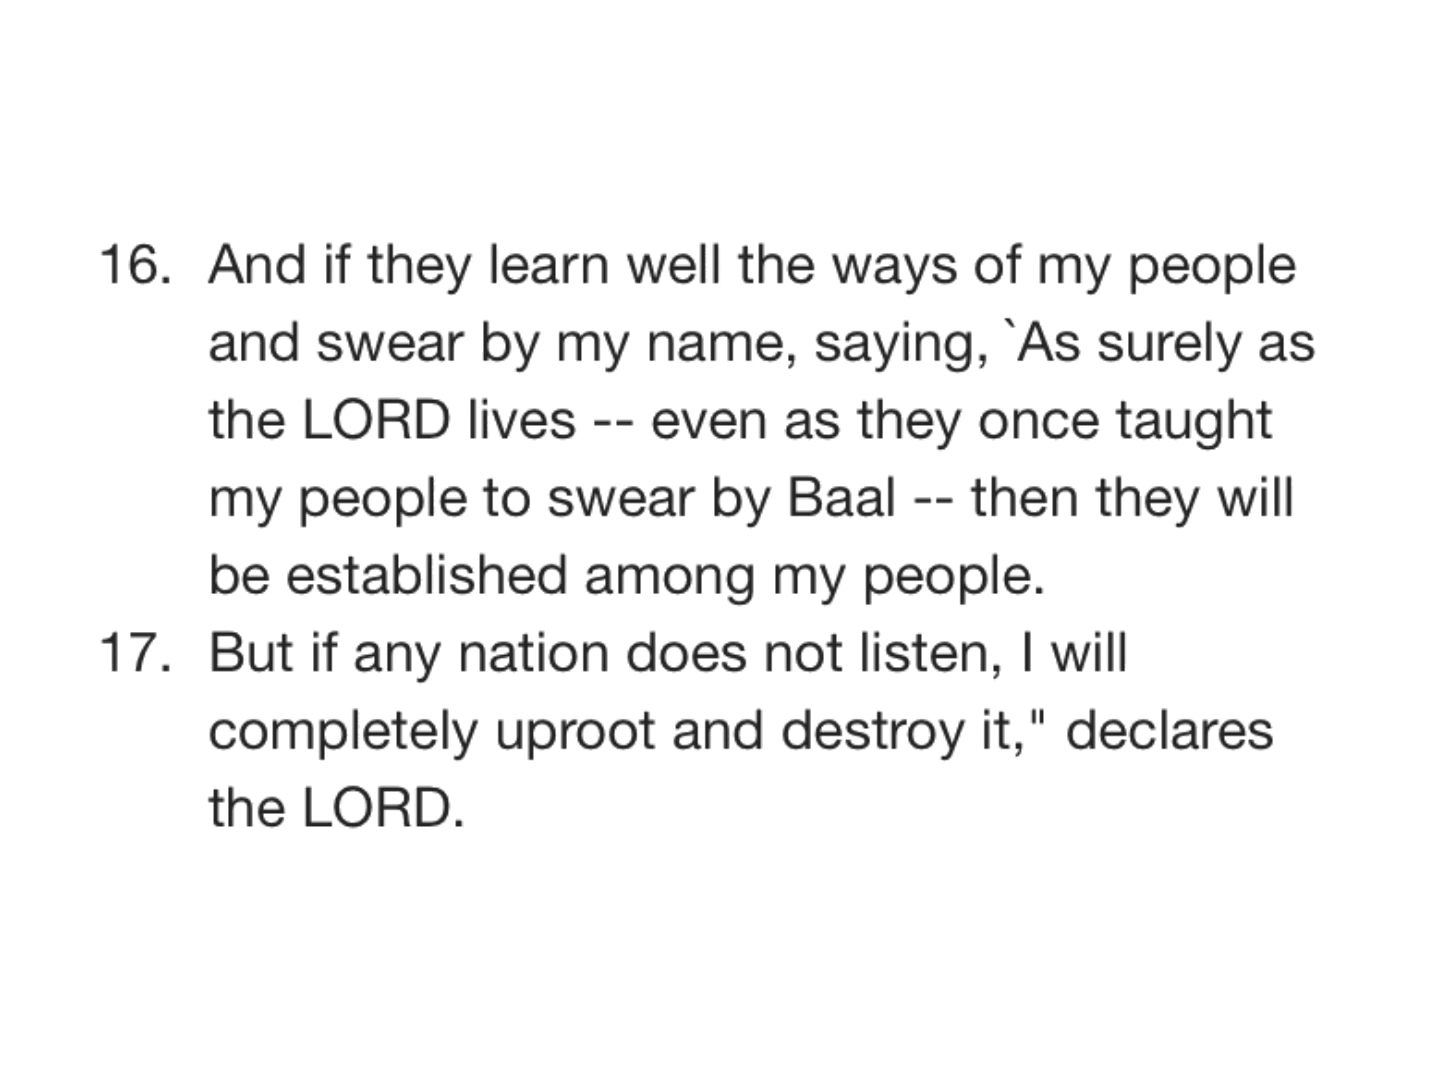 16. And if they learn well the ways of my people
and swear by my name, saying, `As surely as
the LORD lives -- even as they once taught
my people to swear by Baal -- then they will
be established among my people.
17. But if any nation does not listen, I will
completely uproot and destroy it," declares
the LORD.